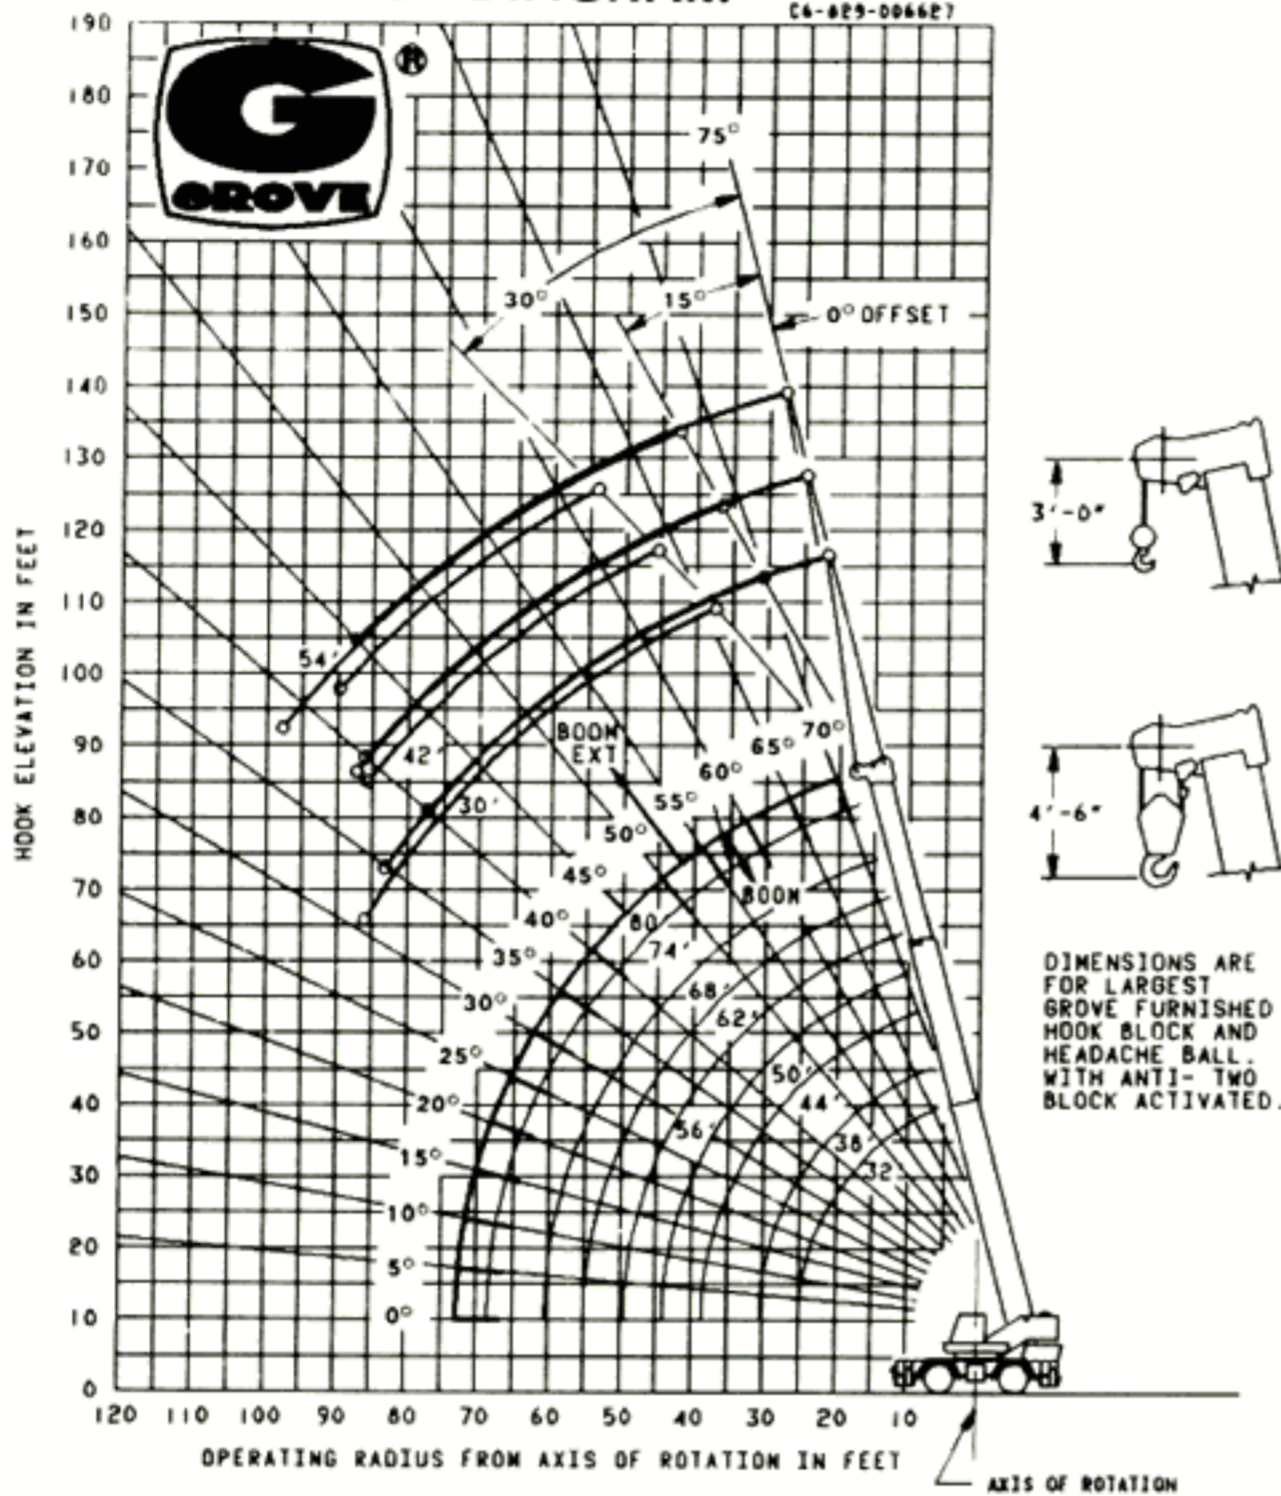 C6-829-006627
190
180
170
160
150
140
130
120
110
100
90
80
70
60
50
40
30
20
10
0
HOOK ELEVATION IN FEET
G
®
GROVE
75°
30°
15°
0° OFFSET
54'
42'
30'
BOOM
EXT
70°
65°
60°
55°
50°
45°
40°
35°
30°
25°
20°
15°
10°
5°
0°
BOOM
80
74'
68'
62'
56'
50'
44'
38'
32
120 110 100 90 80 70 60 50 40 30 20 10
OPERATING RADIUS FROM AXIS OF ROTATION IN FEET
AXIS OF ROTATION
3'-0"
4'-6"
DIMENSIONS ARE
FOR LARGEST
GROVE FURNISHED
HOOK BLOCK AND
HEADACHE BALL.
WITH ANTI- TWO
BLOCK ACTIVATED.